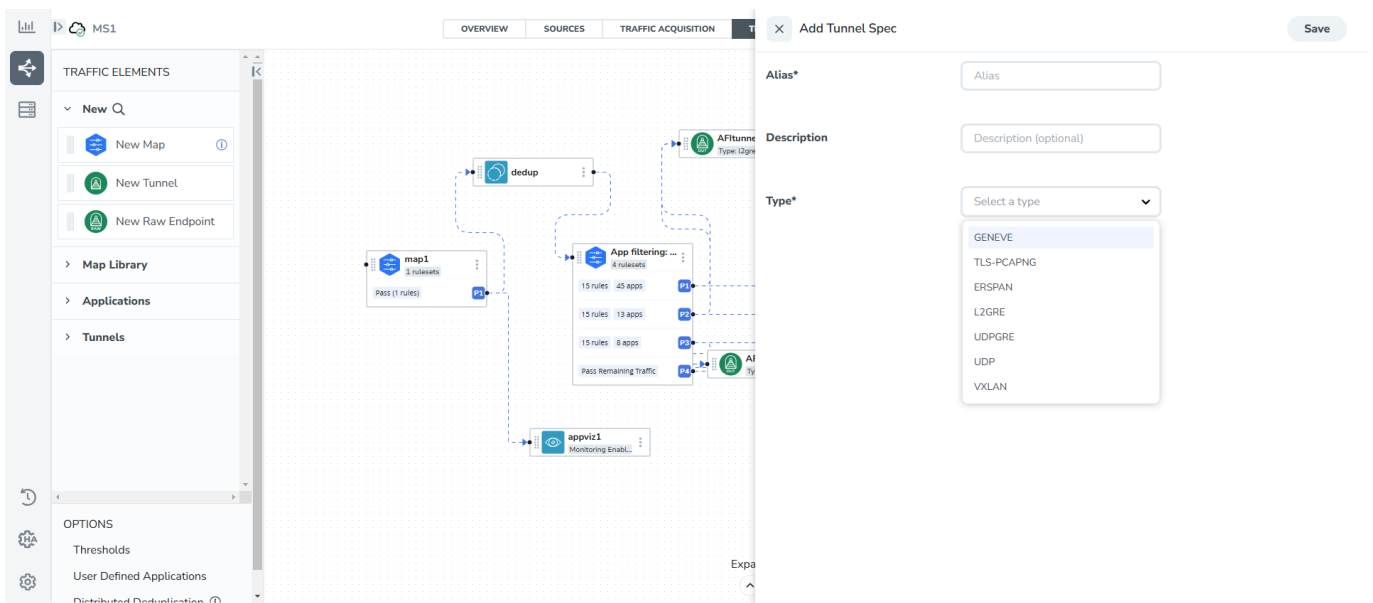 MS1
OVERVIEW
SOURCES
TRAFFIC ACQUISITION
TRAFFIC ELEMENTS
New
New Map
New Tunnel
New Raw Endpoint
Map Library
Applications
Tunnels
OPTIONS
Thresholds
User Defined Applications
Distributed Deduplication
AFItunne
Type: l2gre
dedup
map1
1 rulesets
Pass (1 rules)
P1
App filtering: ...
4 rulesets
15 rules 45 apps P1
15 rules 13 apps P2
15 rules 8 apps P3
Pass Remaining Traffic P4
AF
Ty
appviz1
Monitoring Enabl...
Expa
Add Tunnel Spec
Save
Alias*
Alias
Description
Description (optional)
Type*
Select a type
GENEVE
TLS-PCAPNG
ERSPAN
L2GRE
UDPGRE
UDP
VXLAN
HA